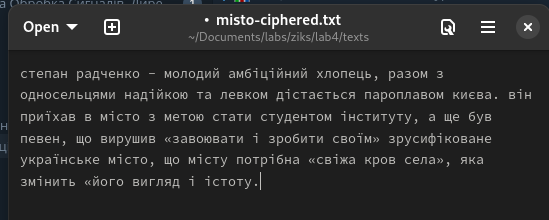 Open
misto-ciphered.txt
~/Documents/labs/ziks/lab4/texts
степан радченко – молодий амбіційний хлопець, разом з
односельцями надійкою та левком дістається пароплавом києва. він
приїхав в місто з метою стати студентом інституту, а ще був
певен, що вирушив «завоювати і зробити своїм» зрусифіковане
українське місто, що місту потрібна «свіжа кров села», яка
змінить «його вигляд і істоту.